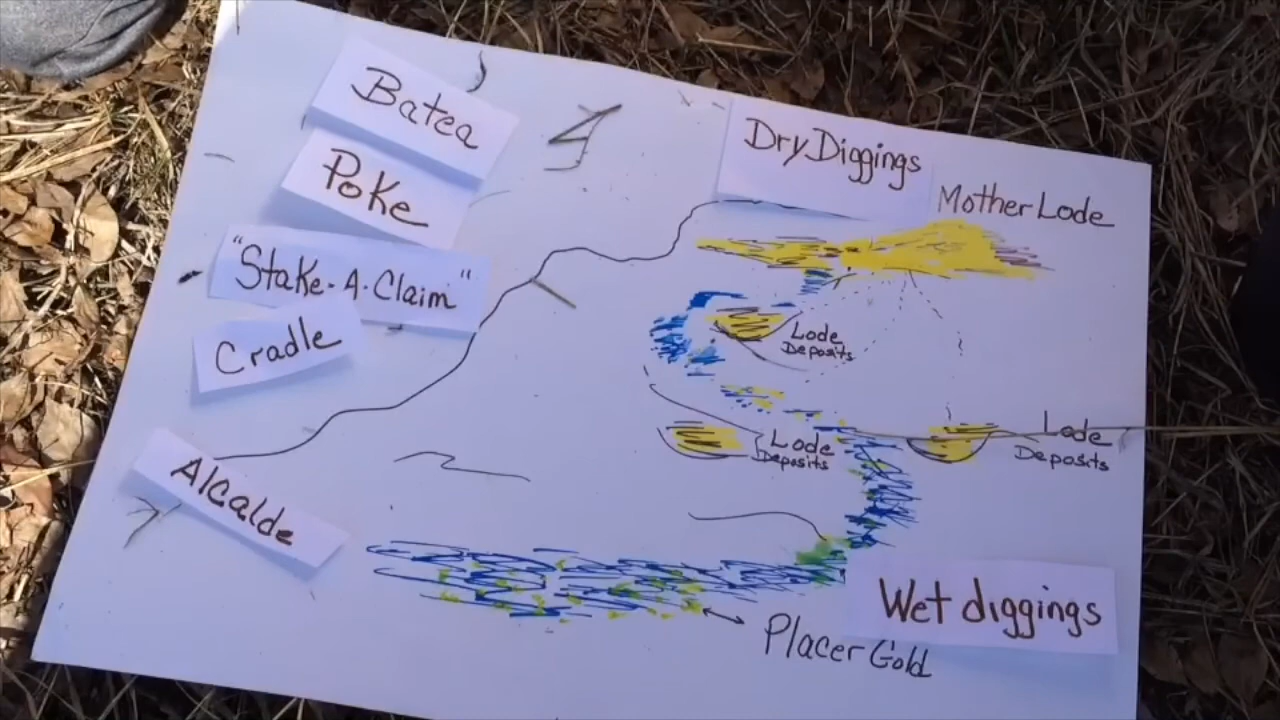 Batea
Poke
"Stake-A-Claim"
Cradle
Alcalde
Dry Diggings
Mother Lode
Lode
Deposits
Lode
Deposits
Lode
Deposits
Wet diggings
Placer Gold